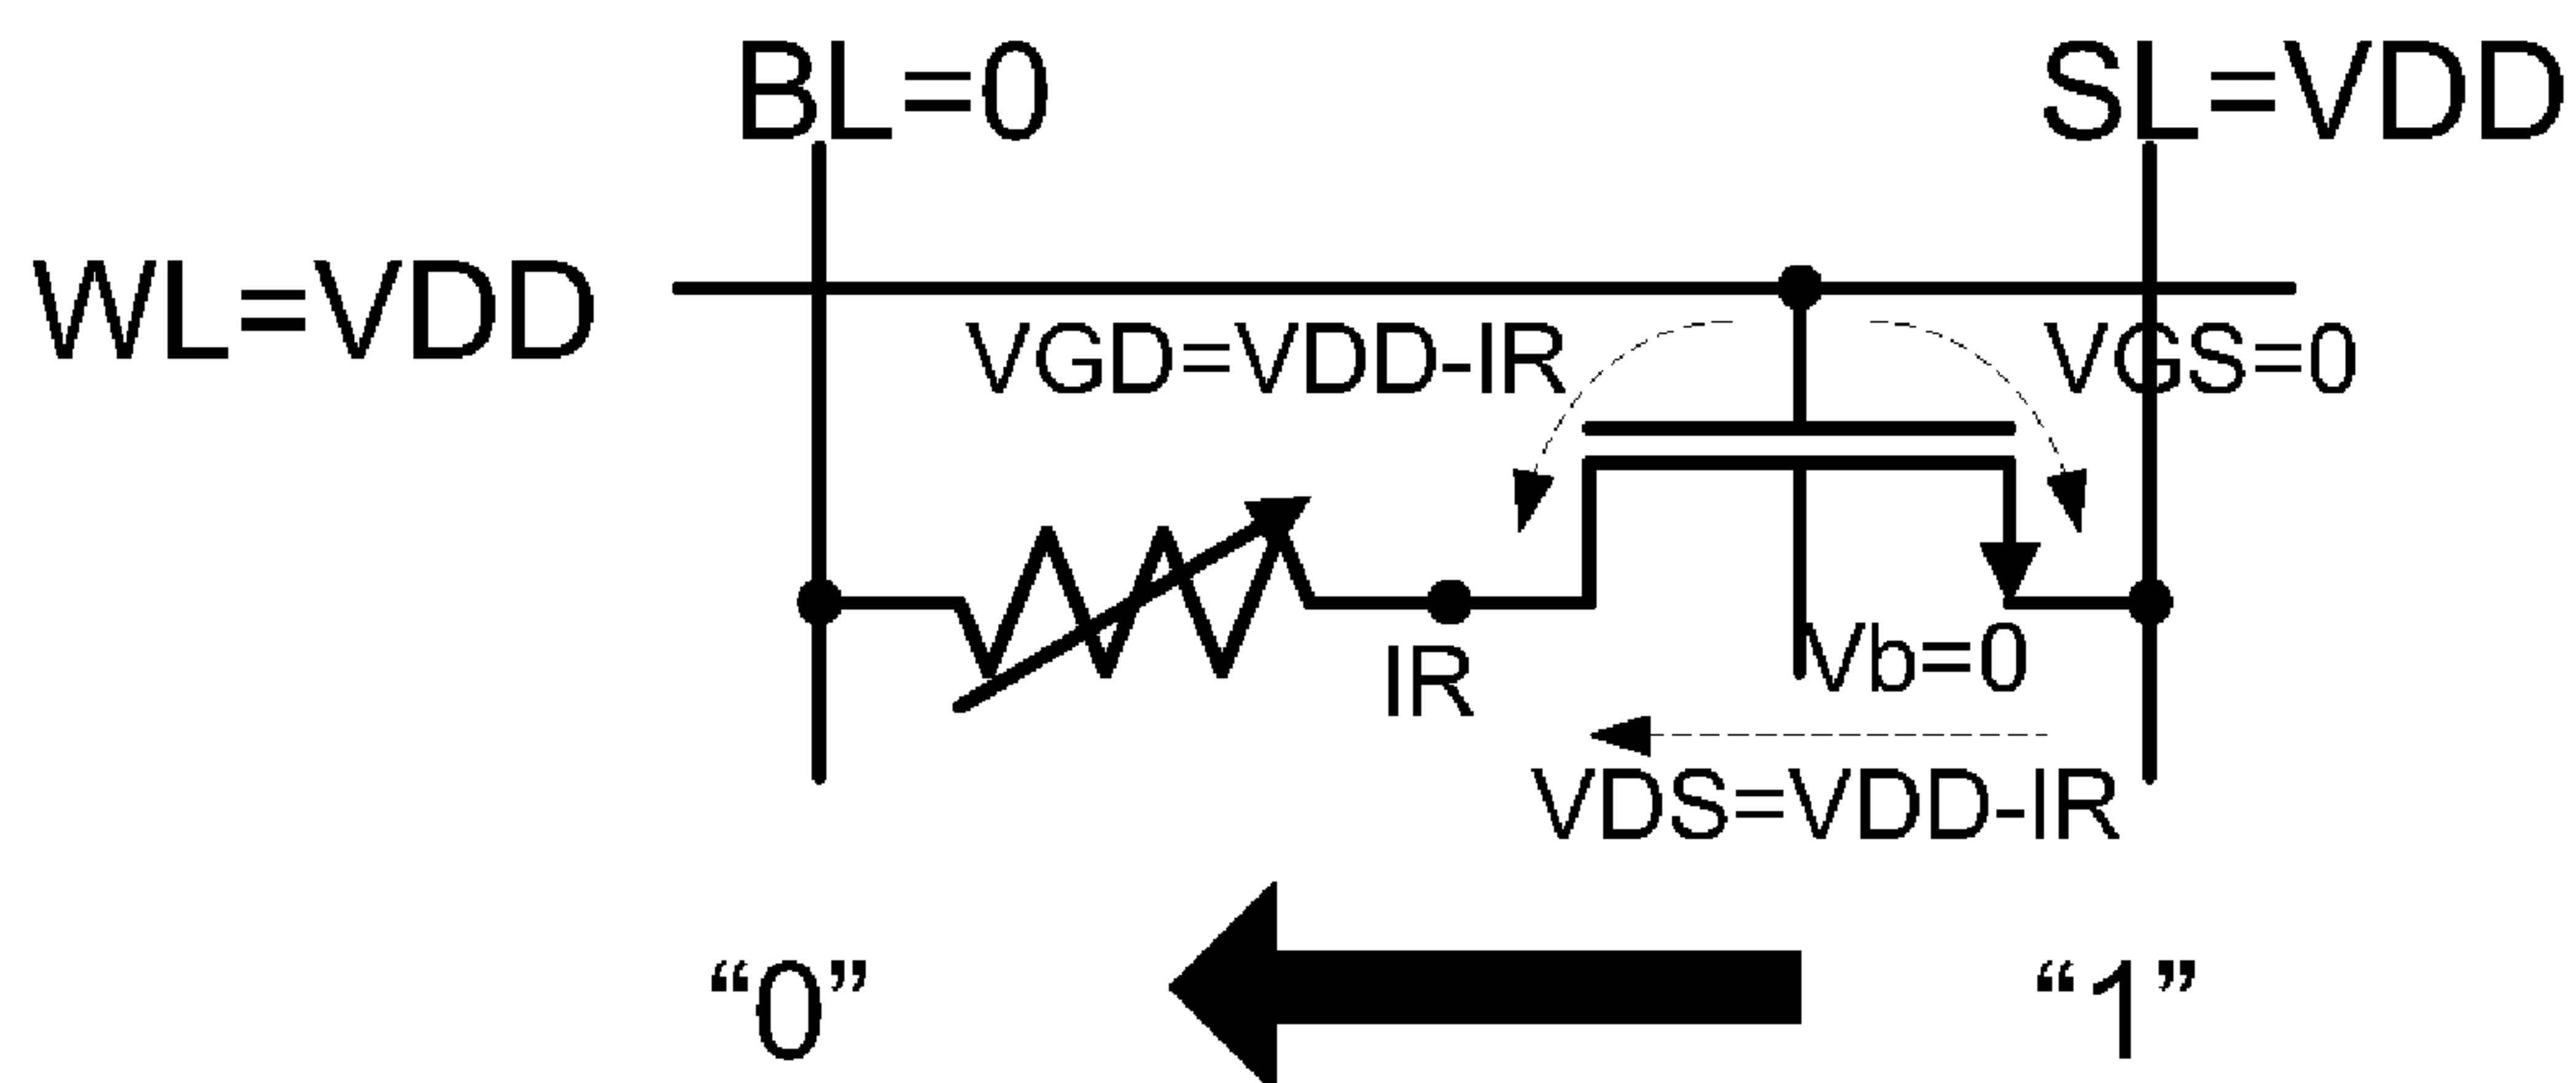 BL=0
SL=VDD
WL=VDD
VGD=VDD-IR
VGS=0
IR
Vb=0
VDS=VDD-IR
“0”
“1”